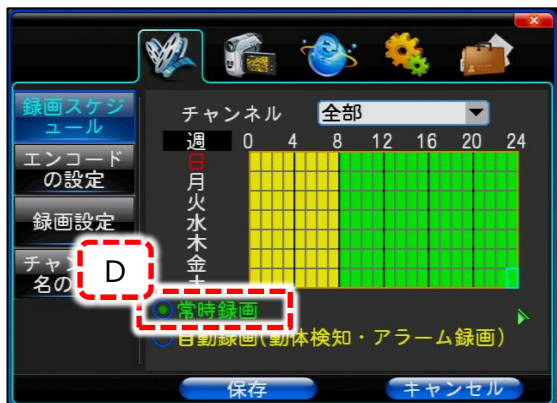 録画スケジ
ュール
エンコード
の設定
録画設定
チャン
名の
D
チャンネル 全部
週 0 4 8 12 16 20 24
日
月
火
水
木
金
土
常時録画
自動録画(動体検知・アラーム録画)
保存 キャンセル